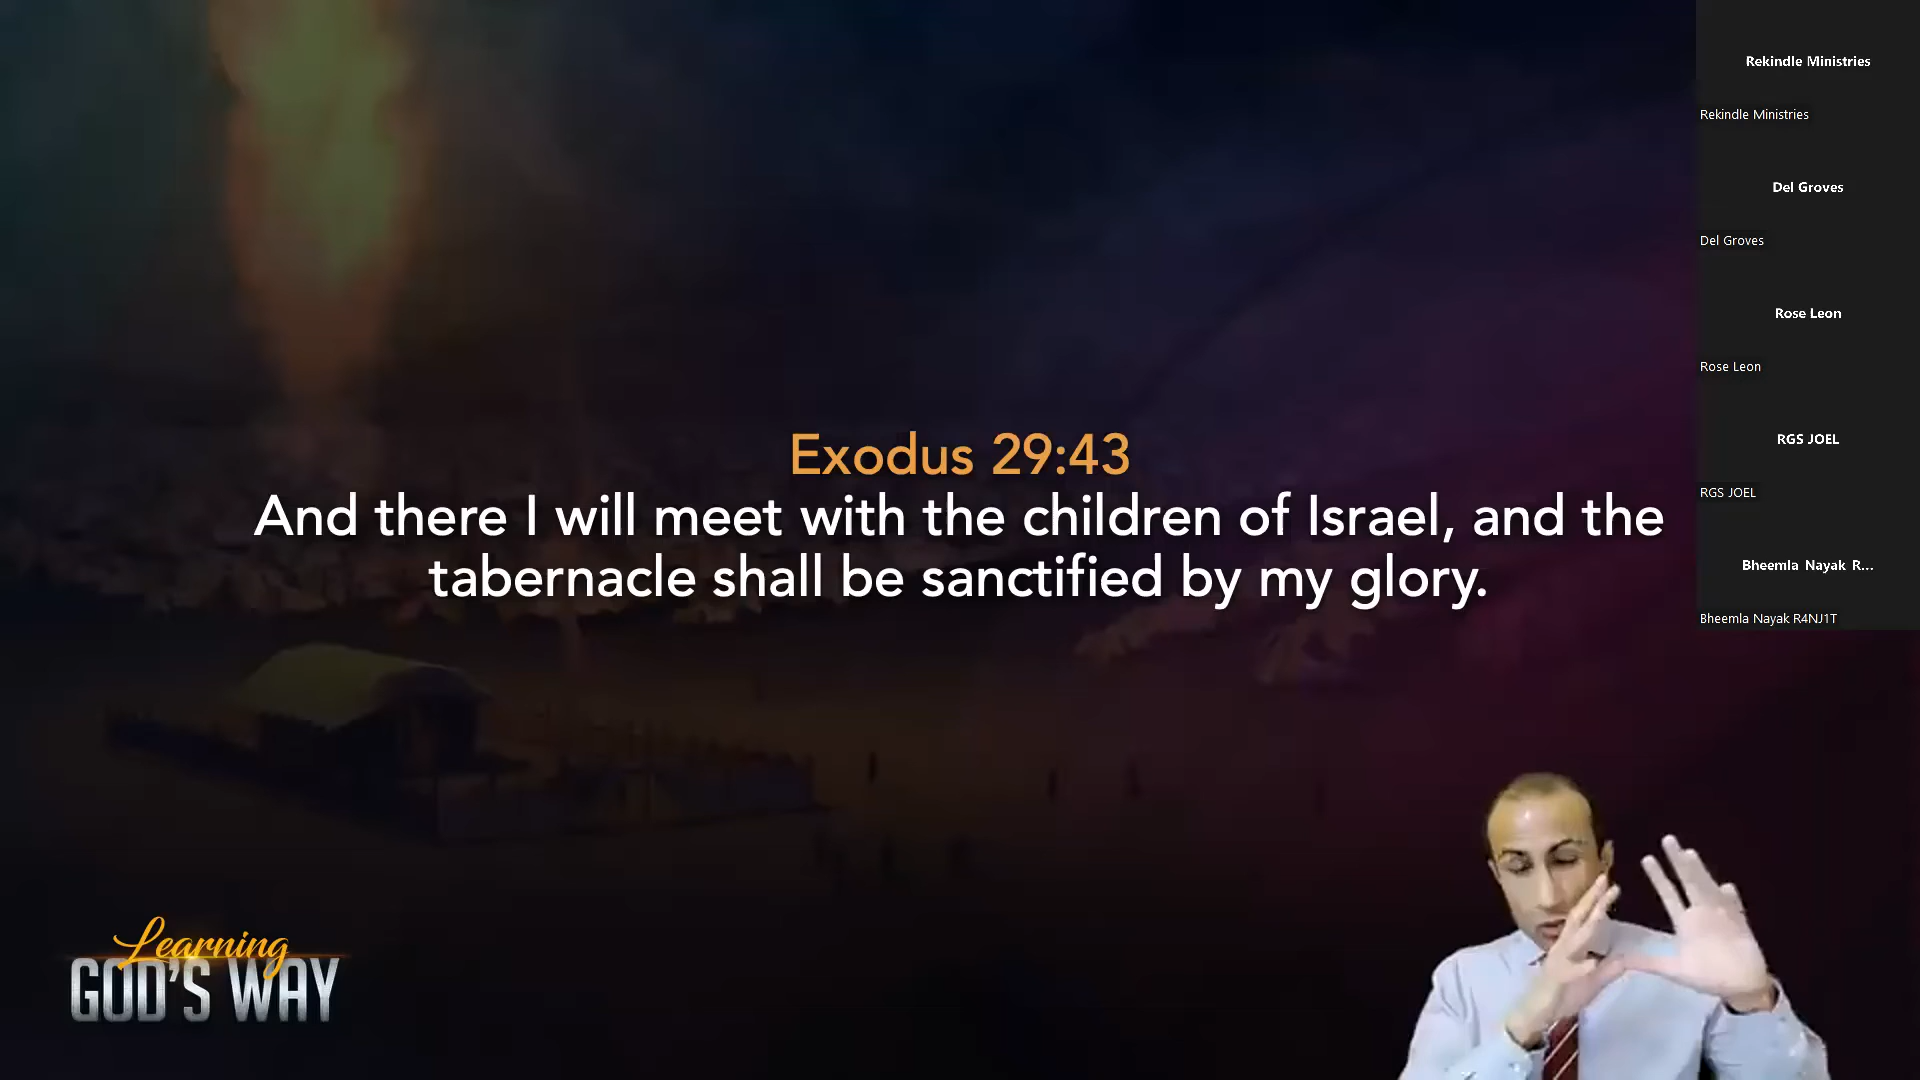 Exodus 29:43
And there I will meet with the children of Israel, and the
tabernacle shall be sanctified by my glory.
Learning
GOD'S WAY
Rekindle Ministries
Rekindle Ministries
Del Groves
Del Groves
Rose Leon
Rose Leon
RGS JOEL
RGS JOEL
Bheemla Nayak R...
Bheemla Nayak R4NJ1T